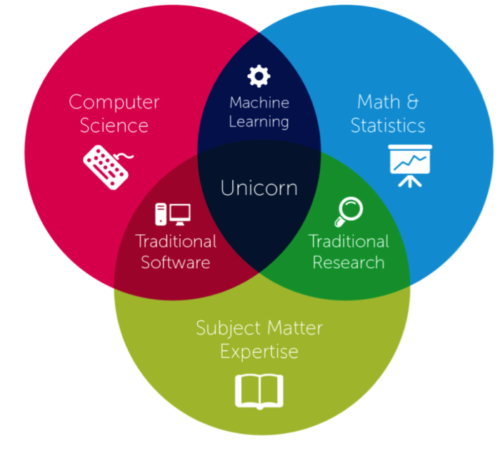 Computer
Science
Machine
Learning
Math &
Statistics
Unicorn
Traditional
Software
Traditional
Research
Subject Matter
Expertise